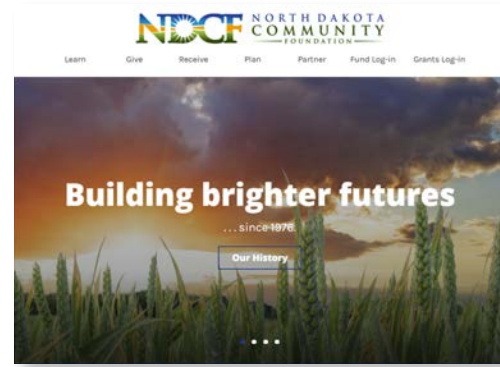 NDCF NORTH DAKOTA
COMMUNITY
FOUNDATION
Learn Give Receive Plan Partner Fund Log-in Grants Log-in
Building brighter futures
. . . since 1976.
Our History